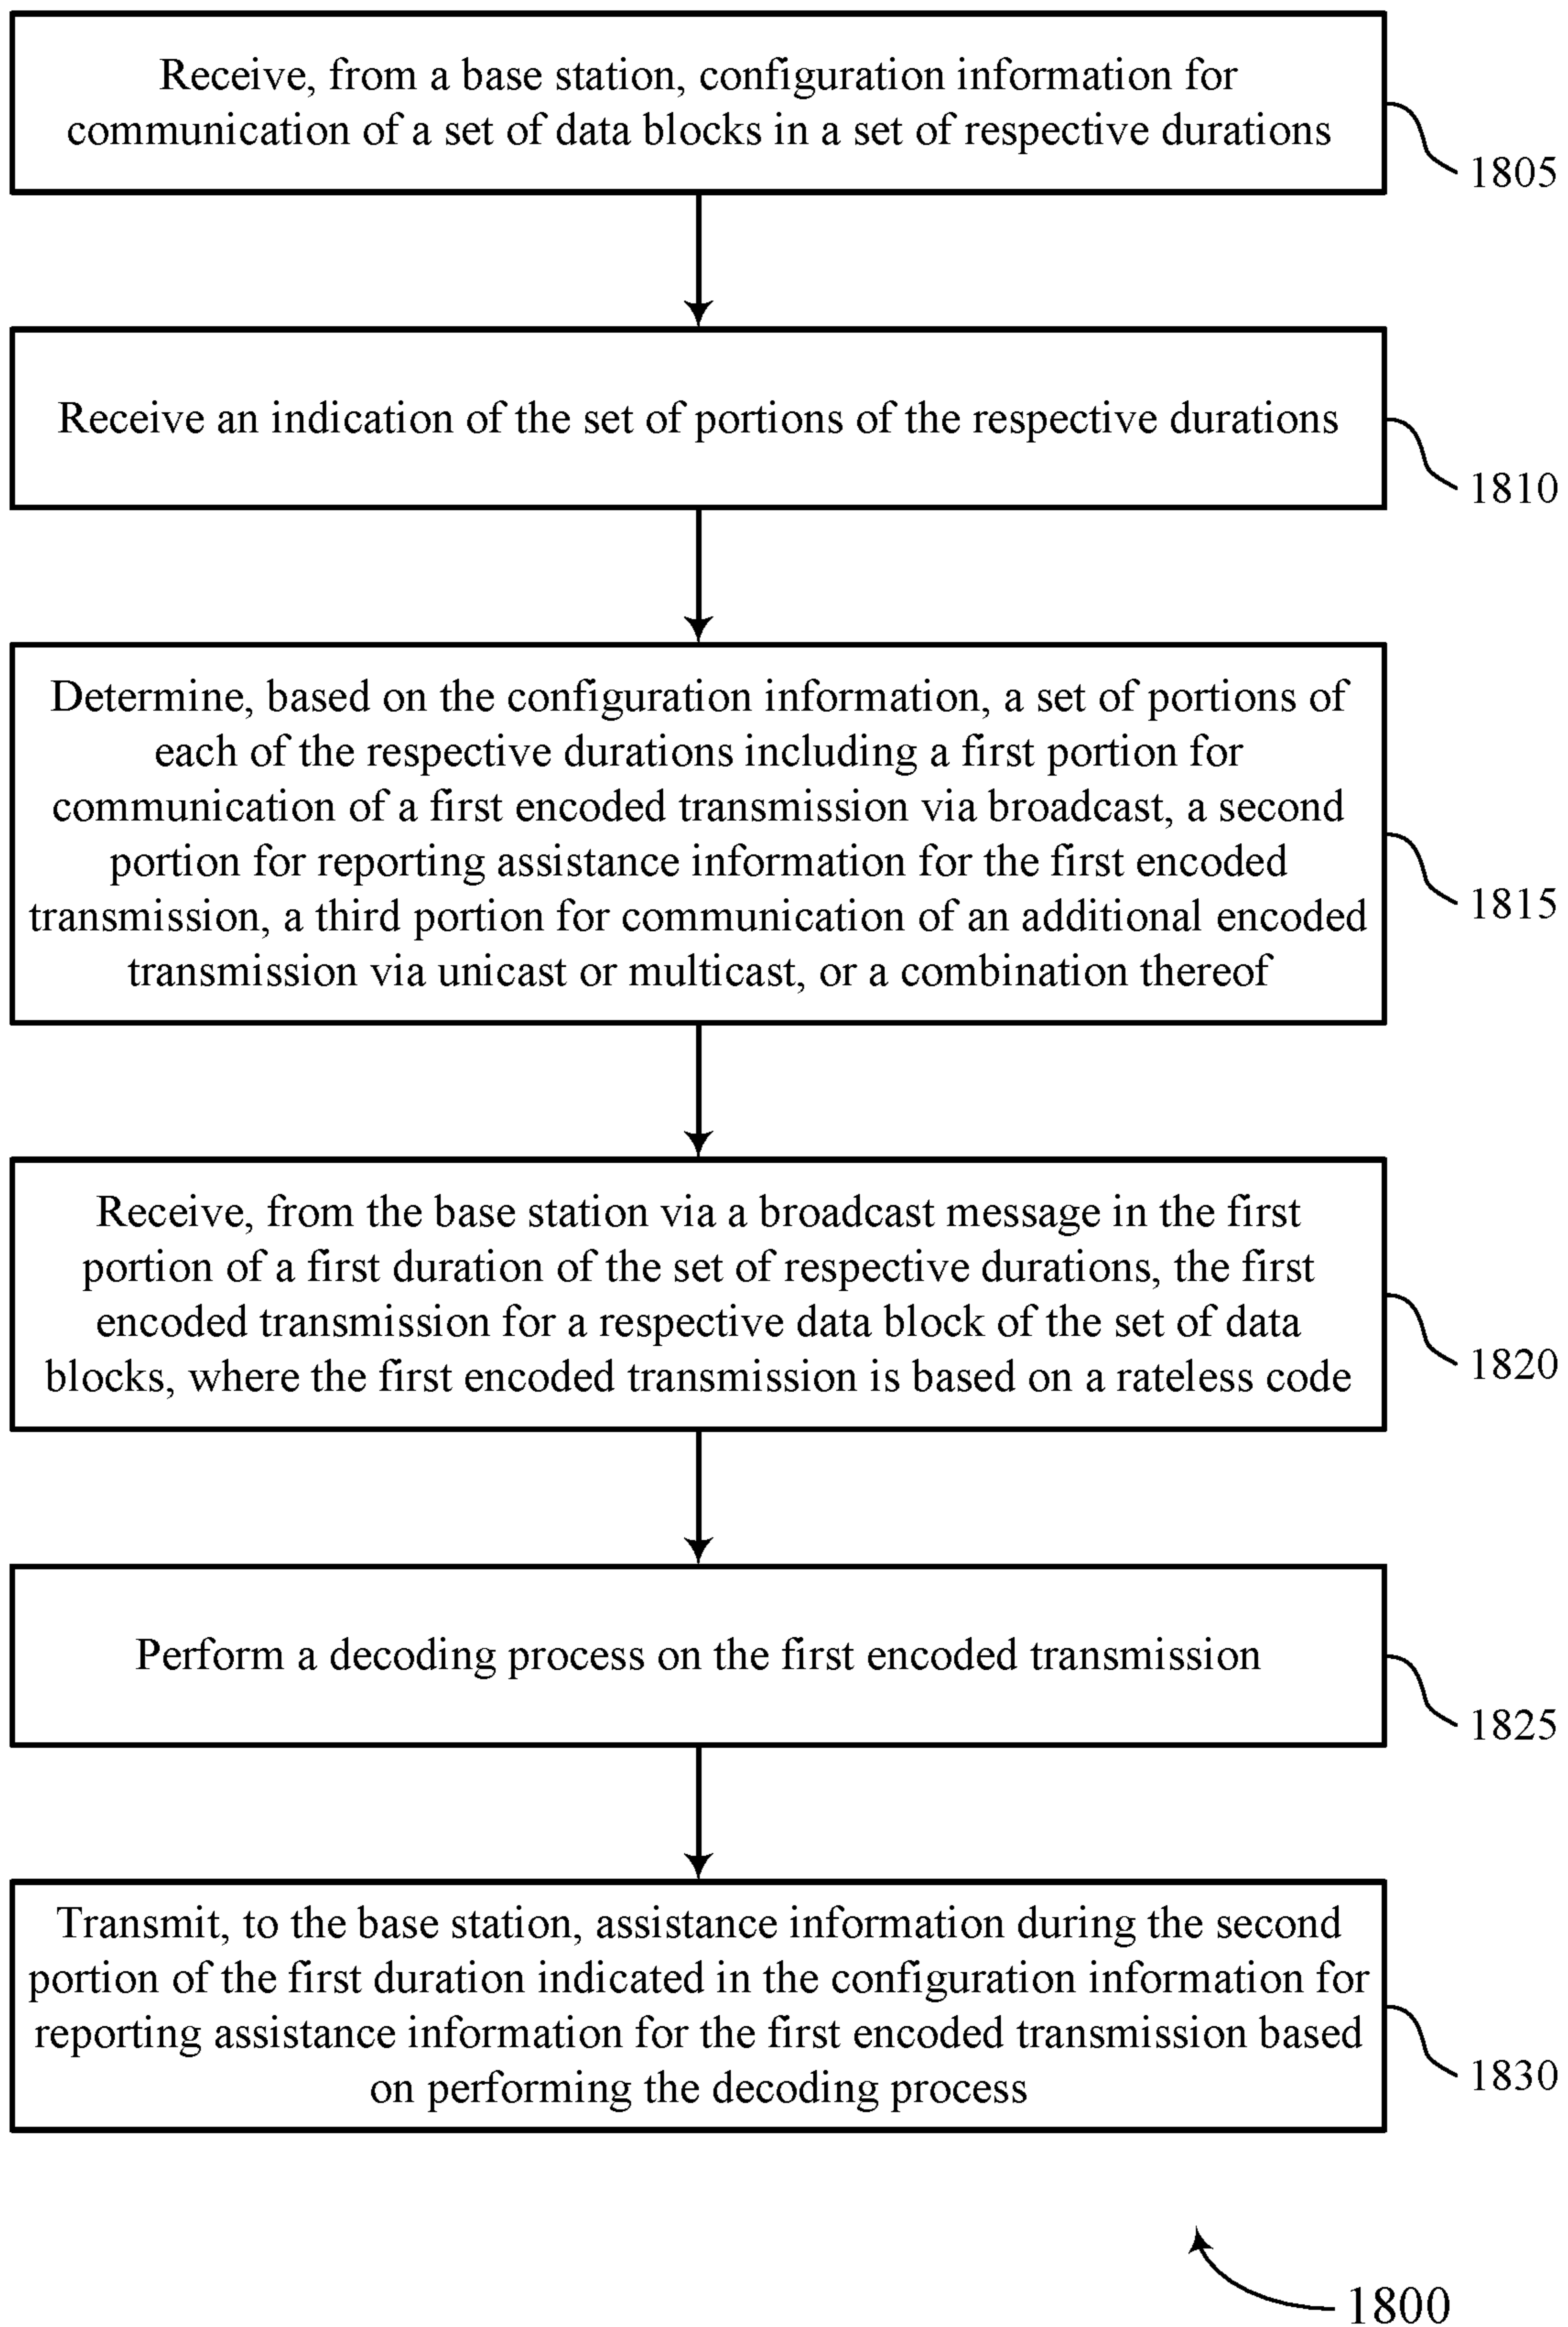 Receive, from a base station, configuration information for
communication of a set of data blocks in a set of respective durations
1805
Receive an indication of the set of portions of the respective durations
1810
Determine, based on the configuration information, a set of portions of
each of the respective durations including a first portion for
communication of a first encoded transmission via broadcast, a second
portion for reporting assistance information for the first encoded
transmission, a third portion for communication of an additional encoded
transmission via unicast or multicast, or a combination thereof
1815
Receive, from the base station via a broadcast message in the first
portion of a first duration of the set of respective durations, the first
encoded transmission for a respective data block of the set of data
blocks, where the first encoded transmission is based on a rateless code
1820
Perform a decoding process on the first encoded transmission
1825
Transmit, to the base station, assistance information during the second
portion of the first duration indicated in the configuration information for
reporting assistance information for the first encoded transmission based
on performing the decoding process
1830
1800